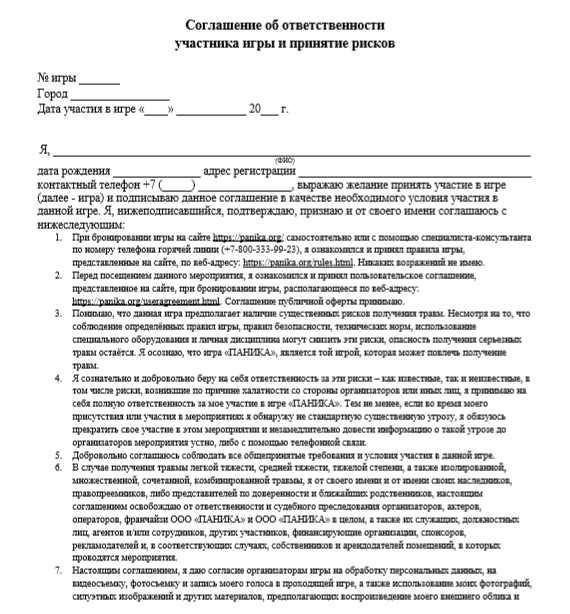 Соглашение об ответственности
участника игры и принятие рисков
№ игры _______
Город _________________
Дата участия в игре «____» ____________ 20___ г.
Я, ________________________________________________________________________________
(ФИО)
дата рождения _______________ адрес регистрации ___________________________________
контактный телефон +7 (_____) ________________, выражаю желание принять участие в игре
(далее - игра) и подписываю данное соглашение в качестве необходимого условия участия в
данной игре. Я, нижеподписавшийся, подтверждаю, признаю и от своего имени соглашаюсь с
нижеследующим:
1. При бронировании игры на сайте https://panika.org/ самостоятельно или с помощью специалиста-консультанта
по номеру телефона горячей линии (+7-800-333-99-23), я ознакомился и принял правила игры,
представленные на сайте, по веб-адресу: https://panika.org/rules.html. Никаких возражений не имею.
2. Перед посещением данного мероприятия, я ознакомился и принял пользовательское соглашение,
представленное на сайте, при бронировании игры, располагающееся по веб-адресу:
https://panika.org/useragreement.html. Соглашение публичной оферты принимаю.
3. Понимаю, что данная игра предполагает наличие существенных рисков получения травм. Несмотря на то, что
соблюдение определённых правил игры, правил безопасности, технических норм, использование
специального оборудования и личная дисциплина могут снизить эти риски, опасность получения серьезных
травм остаётся. Я осознаю, что игра «ПАНИКА», является той игрой, которая может повлечь получение
травм.
4. Я сознательно и добровольно беру на себя ответственность за эти риски – как известные, так и неизвестные, в
том числе риски, возникшие по причине халатности со стороны организаторов или иных лиц, я принимаю на
себя полную ответственность за мое участие в игре «ПАНИКА». Тем не менее, если во время моего
присутствия или участия в мероприятиях я обнаружу не стандартную существенную угрозу, я обязуюсь
прекратить свое участие в этом мероприятии и незамедлительно довести информацию о такой угрозе до
организаторов мероприятия устно, либо с помощью телефонной связи.
5. Добровольно соглашаюсь соблюдать все общепринятые требования и условия участия в данной игре.
6. В случае получения травмы легкой тяжести, средней тяжести, тяжелой степени, а также изолированной,
множественной, сочетанной, комбинированной травмы, я от своего имени и от имени своих наследников,
правопреемников, либо представителей по доверенности и ближайших родственников, настоящим
соглашением освобождаю от ответственности и судебного преследования организаторов, актеров,
операторов, франчайзи ООО «ПАНИКА» и ООО «ПАНИКА» в целом, а также их служащих, должностных
лиц, агентов и/или сотрудников, других участников, финансирующие организации, спонсоров,
рекламодателей и, в соответствующих случаях, собственников и арендодателей помещений, в которых
проводятся мероприятия.
7. Настоящим соглашением, я даю согласие организаторам игры на обработку персональных данных, на
видеосъемку, фотосъемку и запись моего голоса в проходящей игре, а также использование моих фотографий,
силуэтных изображений и других материалов, предполагающих воспроизведение моего внешнего облика и